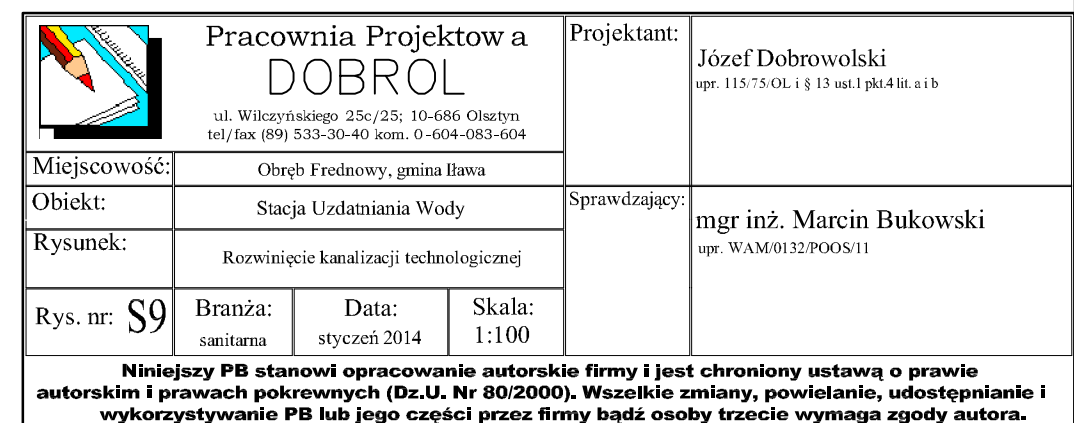 Pracownia Projektowa
DOBROL
ul. Wilczyńskiego 25c/25; 10-686 Olsztyn
tel/fax (89) 533-30-40 kom. 0-604-083-604
Projektant:
Józef Dobrowolski
upr. 115/75/OL i § 13 ust.1 pkt.4 lit. a i b
Miejscowość:
Obręb Frednowy, gmina Iława
Obiekt:
Stacja Uzdatniania Wody
Sprawdzający:
mgr inż. Marcin Bukowski
upr. WAM/0132/POOS/11
Rysunek:
Rozwinięcie kanalizacji technologicznej
Rys. nr: S9
Branża:
sanitarna
Data:
styczeń 2014
Skala:
1:100
Niniejszy PB stanowi opracowanie autorskie firmy i jest chroniony ustawą o prawie
autorskim i prawach pokrewnych (Dz.U. Nr 80/2000). Wszelkie zmiany, powielanie, udostępnianie i
wykorzystywanie PB lub jego części przez firmy bądź osoby trzecie wymaga zgody autora.